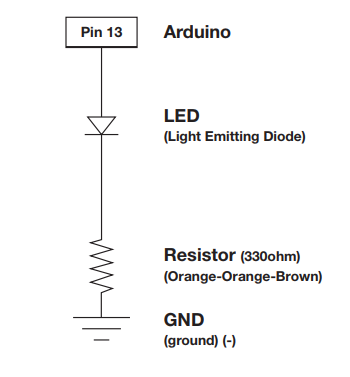 Pin 13 Arduino
LED
(Light Emitting Diode)
Resistor (330ohm)
(Orange-Orange-Brown)
GND
(ground) (-)